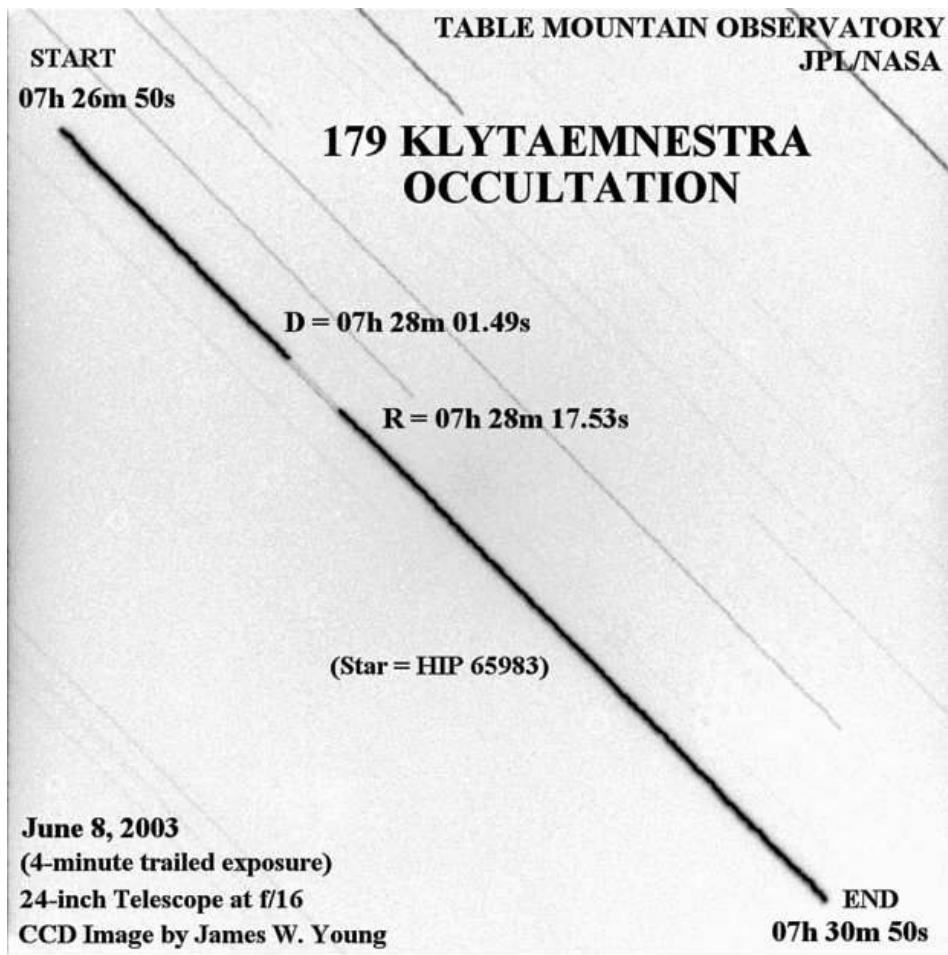 TABLE MOUNTAIN OBSERVATORY
JPL/NASA
START
07h 26m 50s
179 KLYTAEMNESTRA
OCCULTATION
D = 07h 28m 01.49s
R = 07h 28m 17.53s
(Star = HIP 65983)
June 8, 2003
(4-minute trailed exposure)
24-inch Telescope at f/16
CCD Image by James W. Young
END
07h 30m 50s